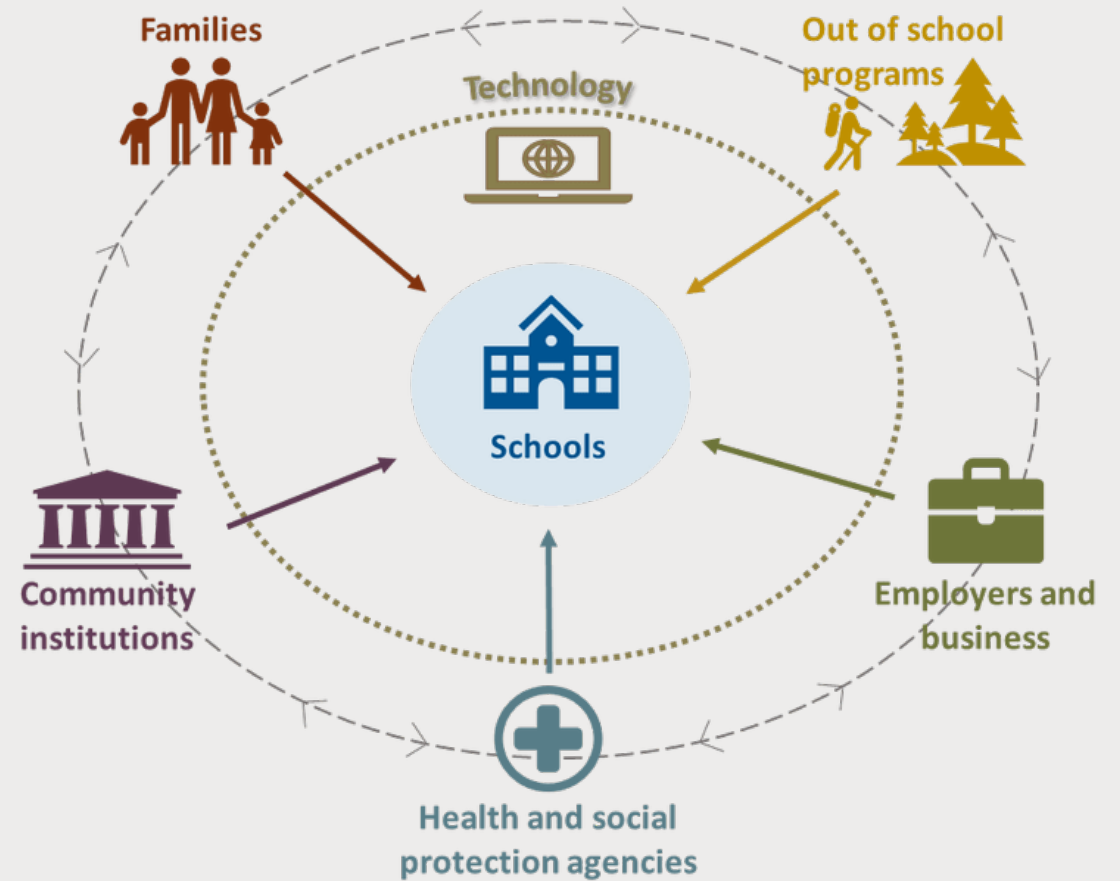 Families
Out of school
programs
Technology
Schools
Community
institutions
Employers and
business
Health and social
protection agencies